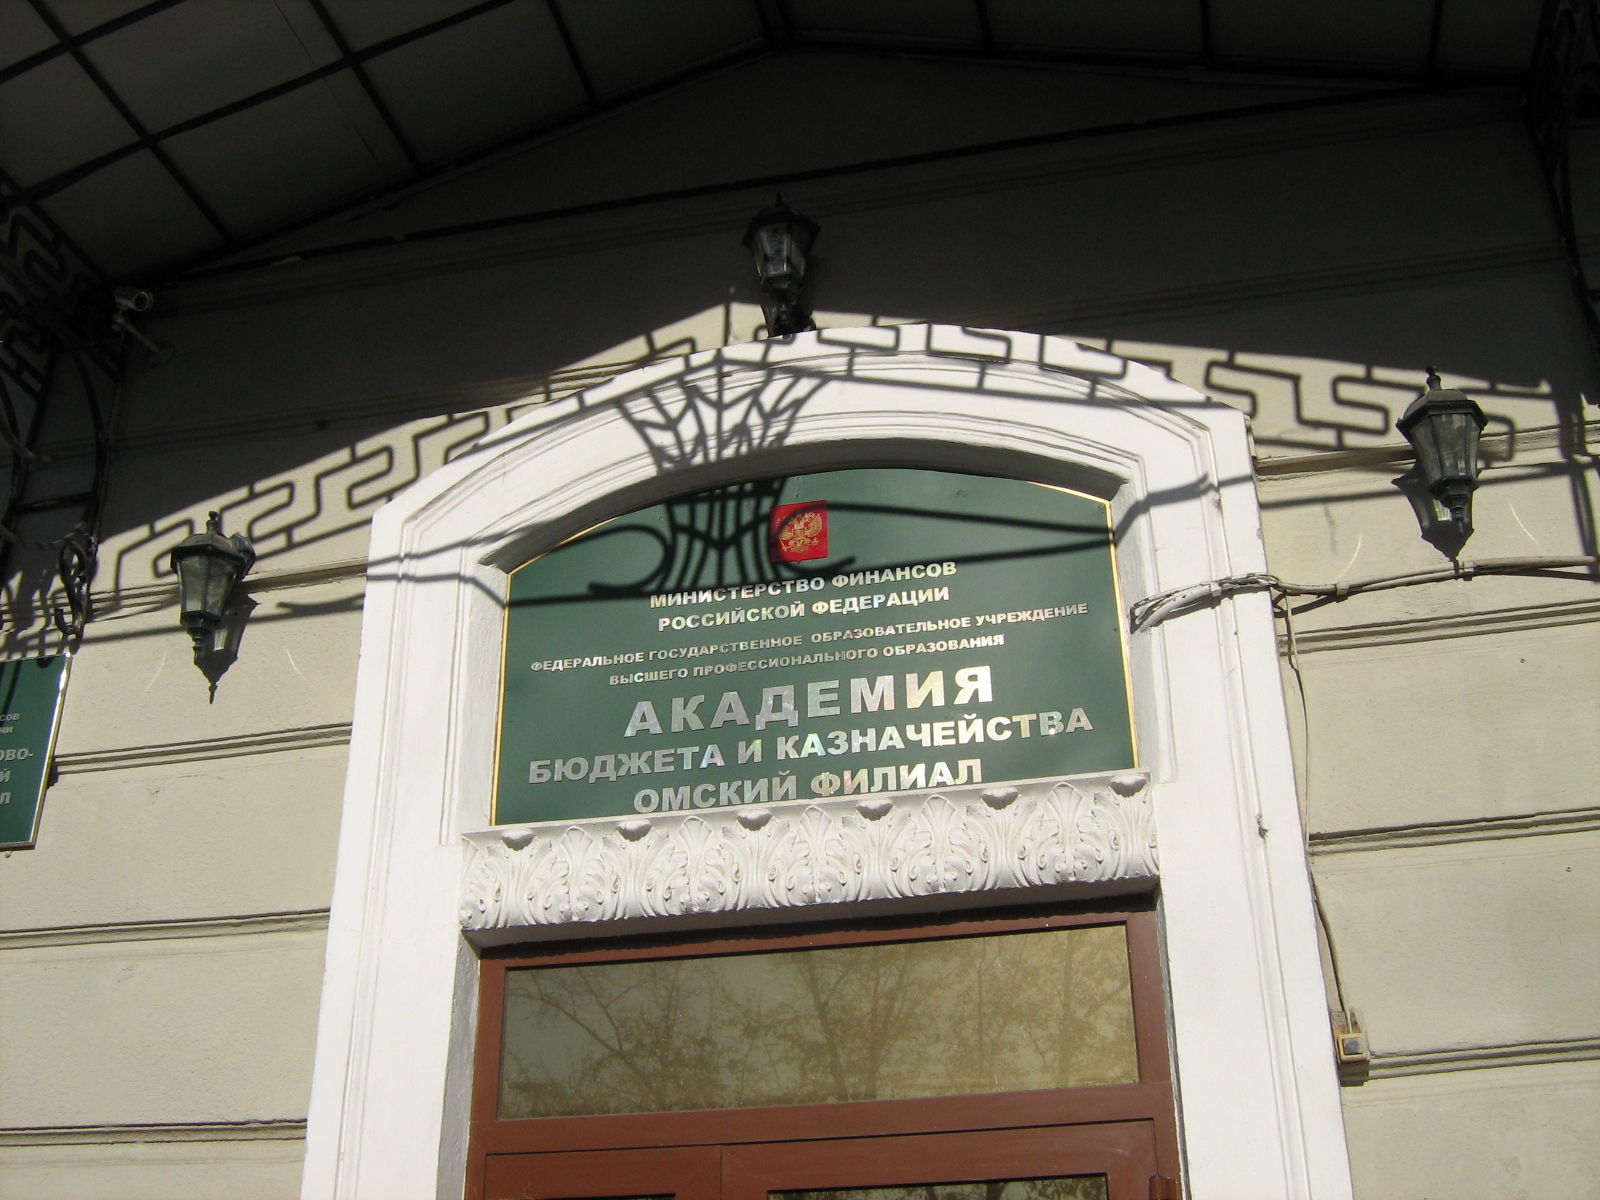 МИНИСТЕРСТВО ФИНАНСОВ
РОССИЙСКОЙ ФЕДЕРАЦИИ
ФЕДЕРАЛЬНОЕ ГОСУДАРСТВЕННОЕ ОБРАЗОВАТЕЛЬНОЕ УЧРЕЖДЕНИЕ
ВЫСШЕГО ПРОФЕССИОНАЛЬНОГО ОБРАЗОВАНИЯ
АКАДЕМИЯ
БЮДЖЕТА И КАЗНАЧЕЙСТВА
ОМСКИЙ ФИЛИАЛ